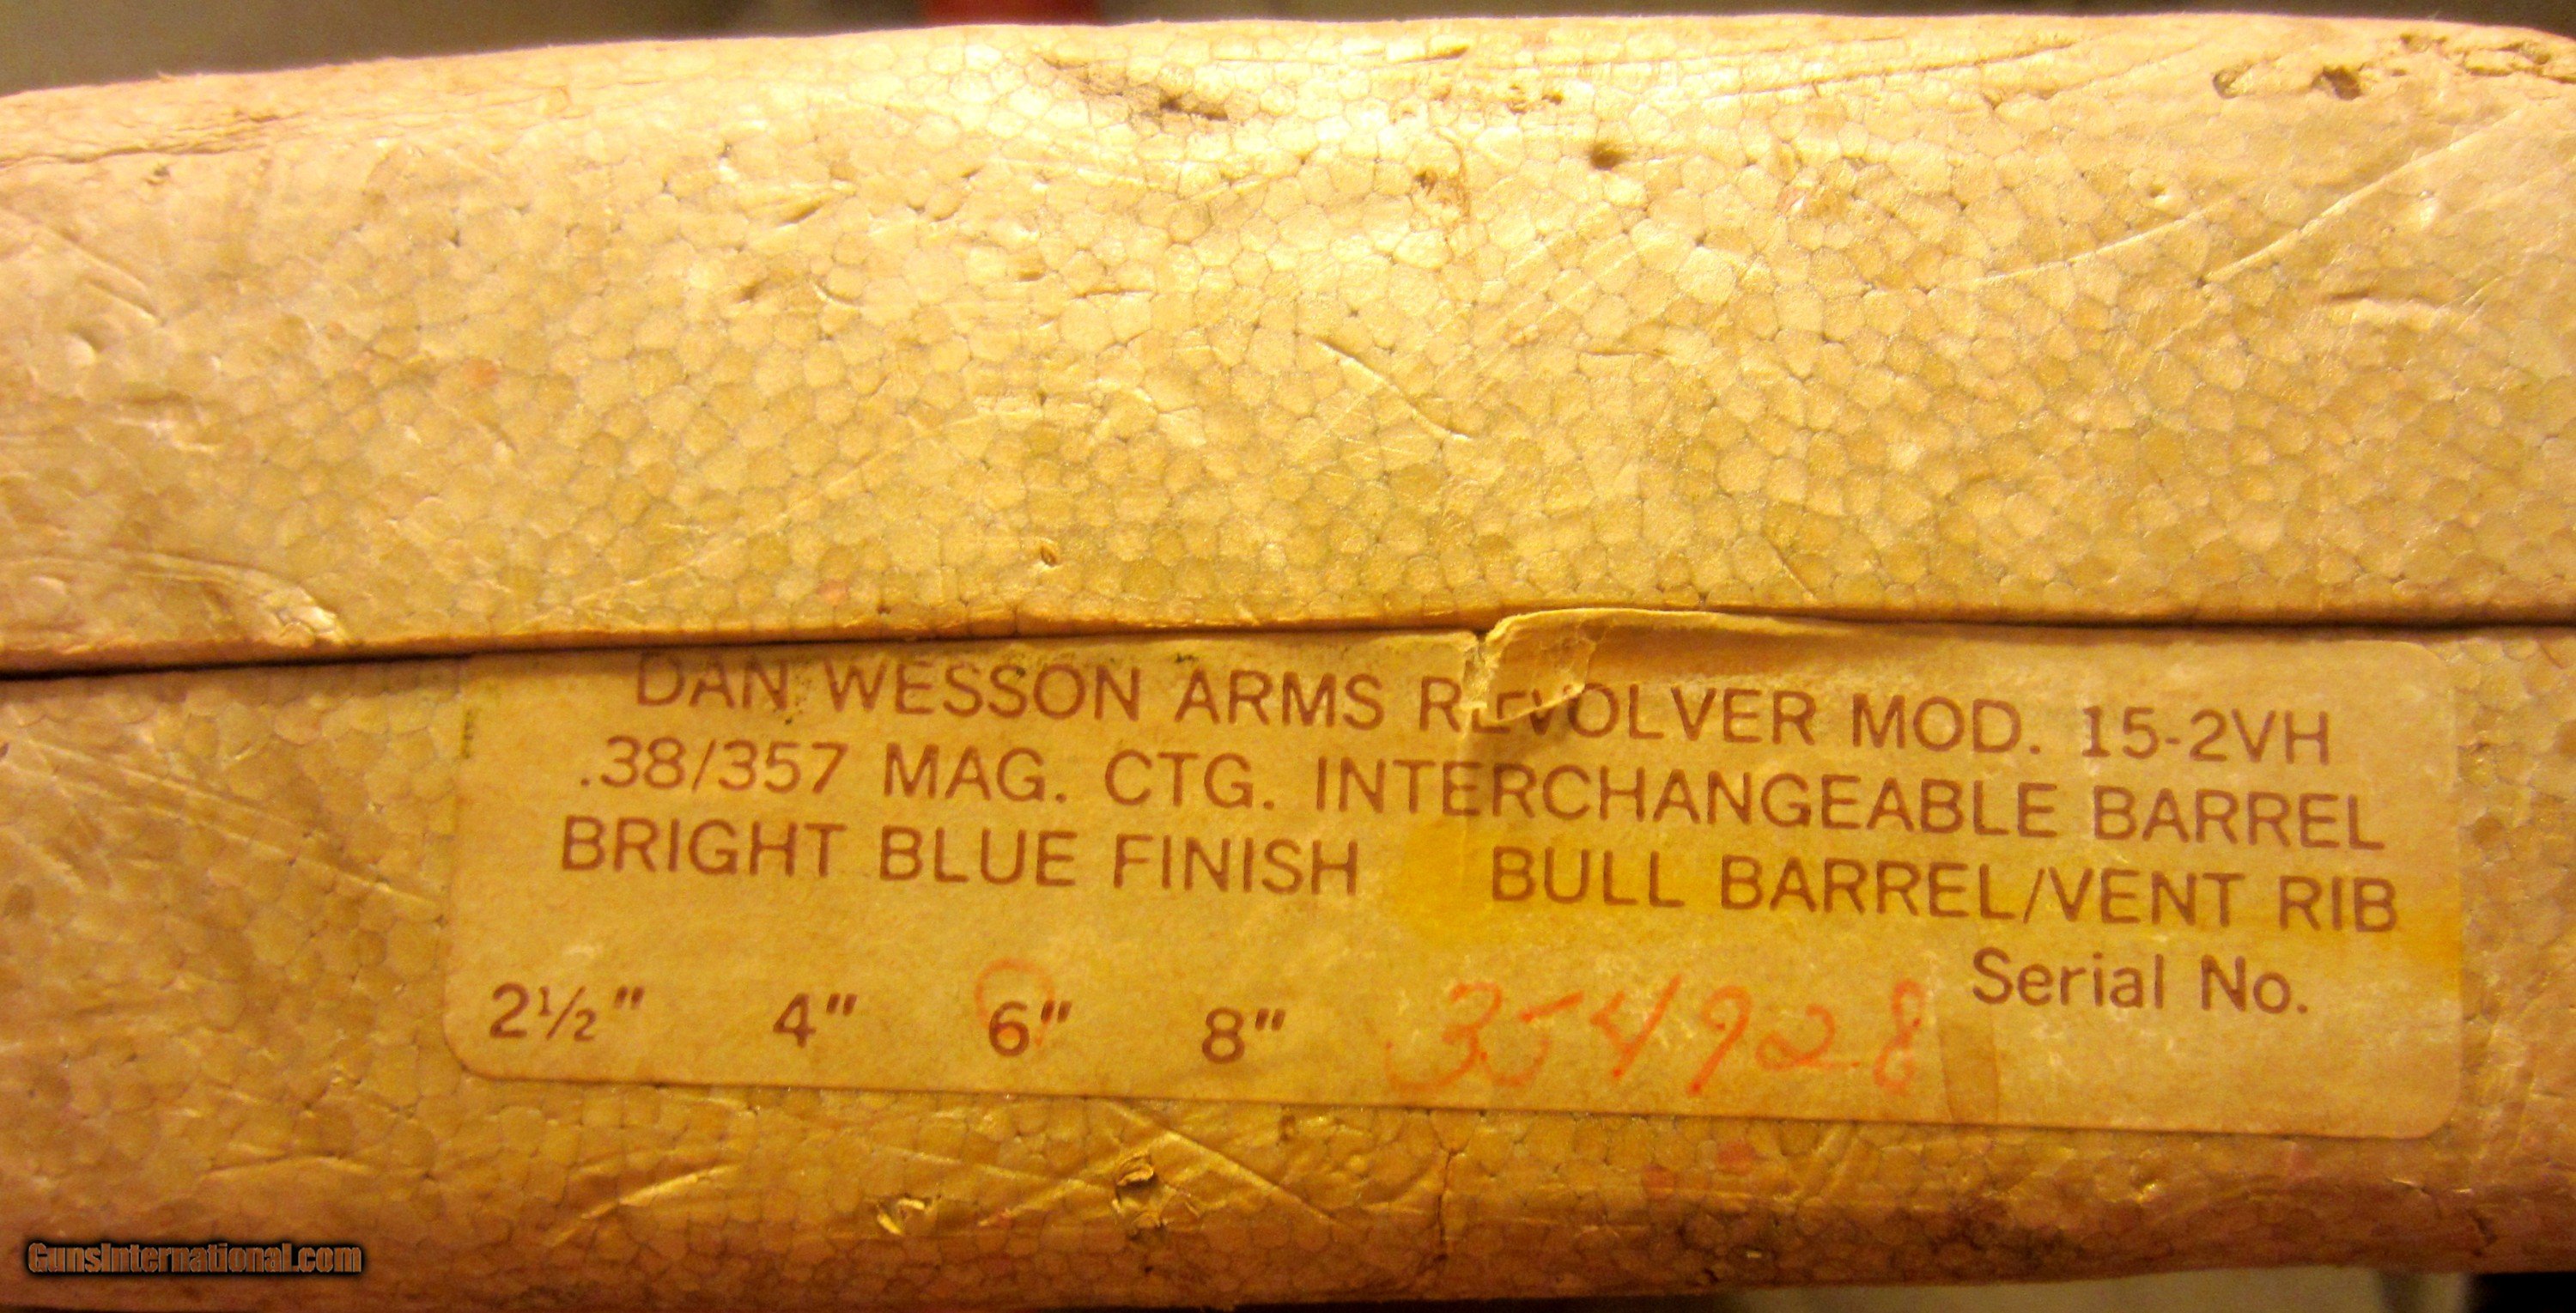 DAN WESSON ARMS REVOLVER MOD. 15-2VH
.38/357 MAG. CTG. INTERCHANGEABLE BARREL
BRIGHT BLUE FINISH BULL BARREL/VENT RIB
Serial No.
2½" 4" 6" 8" 354928
GunsInternational.com